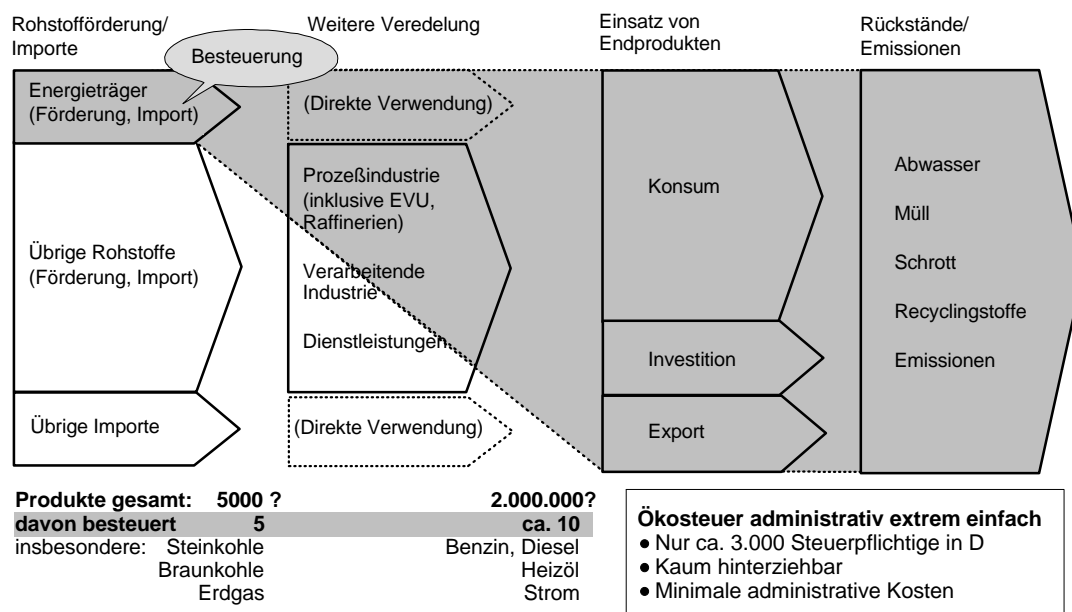 Rohstofförderung/
Importe
Weitere Veredelung
Einsatz von
Endprodukten
Rückstände/
Emissionen
Besteuerung
Energieträger
(Förderung, Import)
(Direkte Verwendung)
Prozeßindustrie
(inklusive EVU,
Raffinerien)
Verarbeitende
Industrie
Dienstleistungen
Übrige Rohstoffe
(Förderung, Import)
Übrige Importe
(Direkte Verwendung)
Konsum
Investition
Export
Abwasser
Müll
Schrott
Recyclingstoffe
Emissionen
Produkte gesamt: 5000 ? 2.000.000?
davon besteuert 5 ca. 10
insbesondere: Steinkohle Benzin, Diesel
Braunkohle Heizöl
Erdgas Strom
Ökosteuer administrativ extrem einfach
● Nur ca. 3.000 Steuerpflichtige in D
● Kaum hinterziehbar
● Minimale administrative Kosten